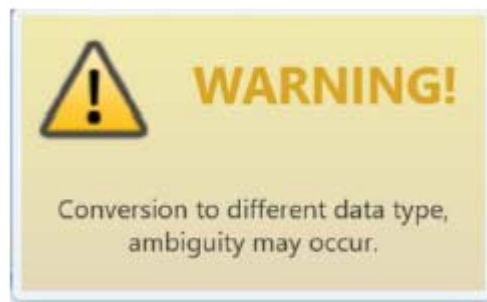 WARNING!
Conversion to different data type,
ambiguity may occur.